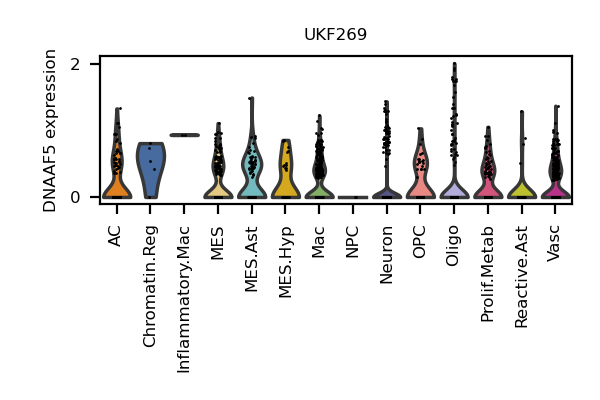 UKF269
DNAAF5 expression
2
0
AC
Chromatin.Reg
Inflammatory.Mac
MES
MES.Ast
MES.Hyp
Mac
NPC
Neuron
OPC
Oligo
Prolif.Metab
Reactive.Ast
Vasc